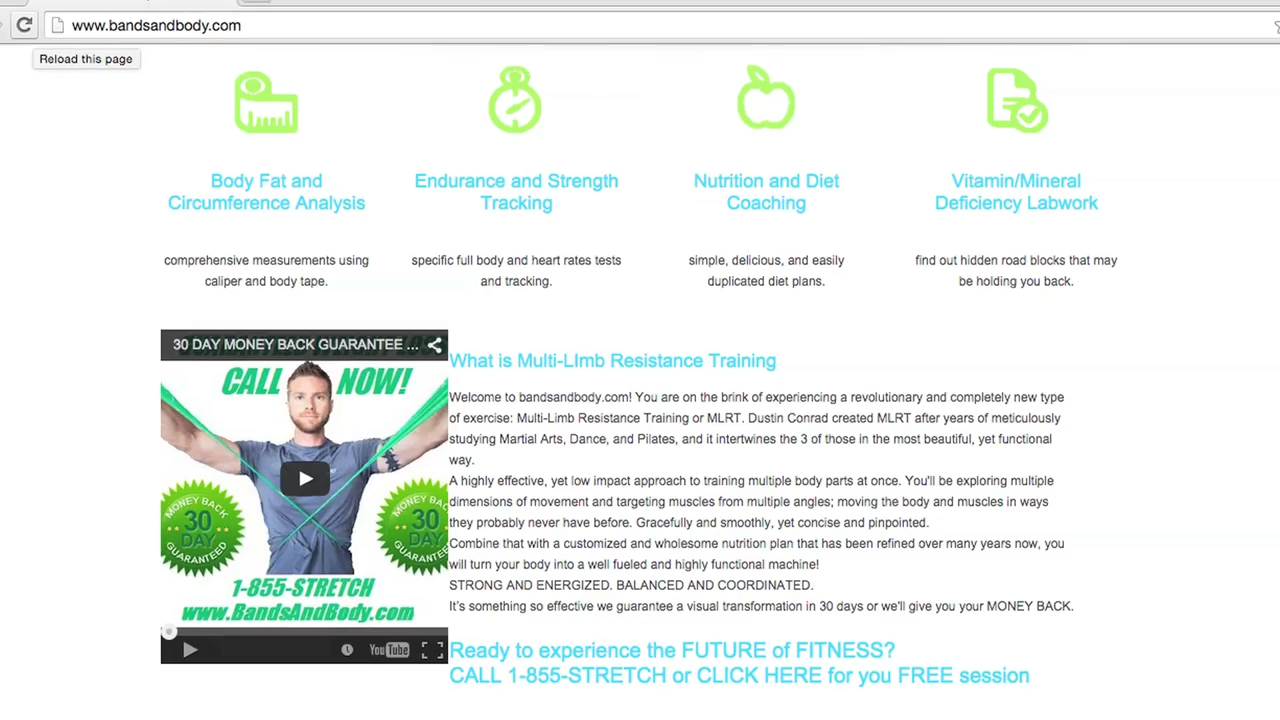 www.bandsandbody.com
Reload this page
Body Fat and
Circumference Analysis
comprehensive measurements using
caliper and body tape.
Endurance and Strength
Tracking
specific full body and heart rates tests
and tracking.
Nutrition and Diet
Coaching
simple, delicious, and easily
duplicated diet plans.
Vitamin/Mineral
Deficiency Labwork
find out hidden road blocks that may
be holding you back.
30 DAY MONEY BACK GUARANTEE ...
CALL NOW!
MONEY BACK
30
DAY
GUARANTEED
MONEY BACK
30
DAY
GUARANTEED
1-855-STRETCH
www.BandsAndBody.com
YouTube
What is Multi-LImb Resistance Training
Welcome to bandsandbody.com! You are on the brink of experiencing a revolutionary and completely new type
of exercise: Multi-Limb Resistance Training or MLRT. Dustin Conrad created MLRT after years of meticulously
studying Martial Arts, Dance, and Pilates, and it intertwines the 3 of those in the most beautiful, yet functional
way.
A highly effective, yet low impact approach to training multiple body parts at once. You'll be exploring multiple
dimensions of movement and targeting muscles from multiple angles; moving the body and muscles in ways
they probably never have before. Gracefully and smoothly, yet concise and pinpointed.
Combine that with a customized and wholesome nutrition plan that has been refined over many years now, you
will turn your body into a well fueled and highly functional machine!
STRONG AND ENERGIZED. BALANCED AND COORDINATED.
It's something so effective we guarantee a visual transformation in 30 days or we'll give you your MONEY BACK.
Ready to experience the FUTURE of FITNESS?
CALL 1-855-STRETCH or CLICK HERE for you FREE session